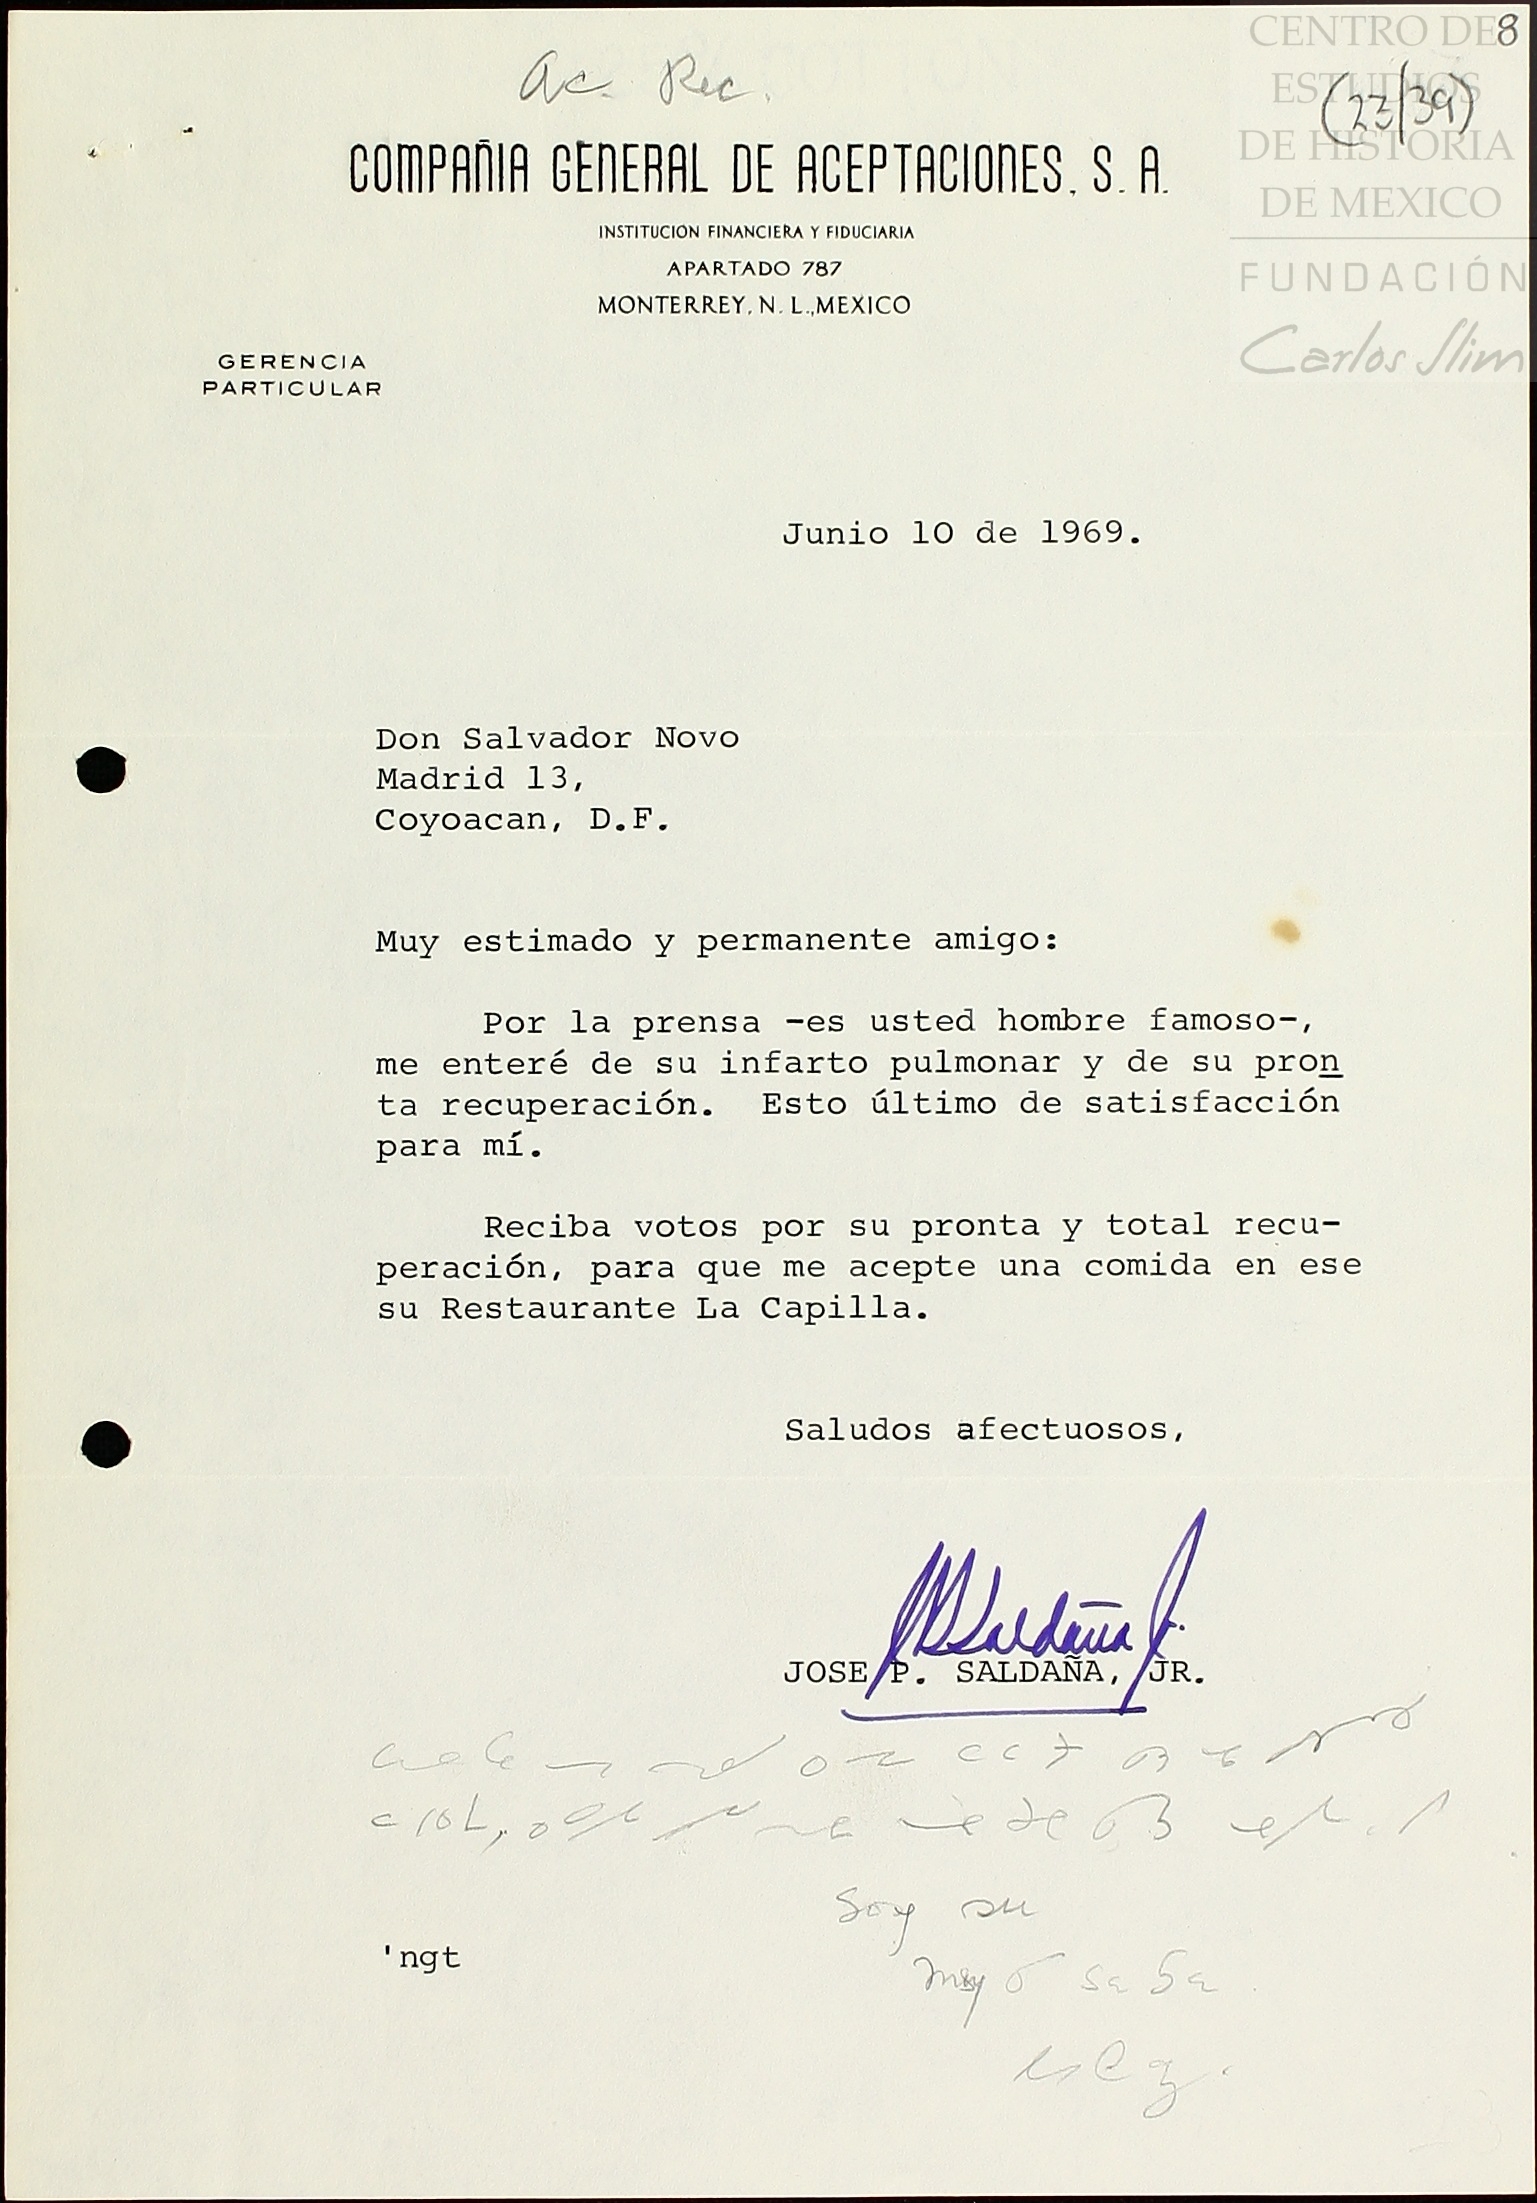 CENTRO DE
ESTUDIOS
DE HISTORIA
DE MEXICO
FUNDACIÓN
Carlos Slim
8
(23/39)
Ac. Rec.
COMPAÑIA GENERAL DE ACEPTACIONES, S. A.
INSTITUCION FINANCIERA Y FIDUCIARIA
APARTADO 787
MONTERREY, N. L., MEXICO
GERENCIA
PARTICULAR
Junio 10 de 1969.
Don Salvador Novo
Madrid 13,
Coyoacan, D.F.
Muy estimado y permanente amigo:
Por la prensa -es usted hombre famoso-,
me enteré de su infarto pulmonar y de su pron
ta recuperación. Esto último de satisfacción
para mí.
Reciba votos por su pronta y total recu-
peración, para que me acepte una comida en ese
su Restaurante La Capilla.
Saludos afectuosos,
JOSE P. SALDAÑA, JR.
Soy su
'ngt